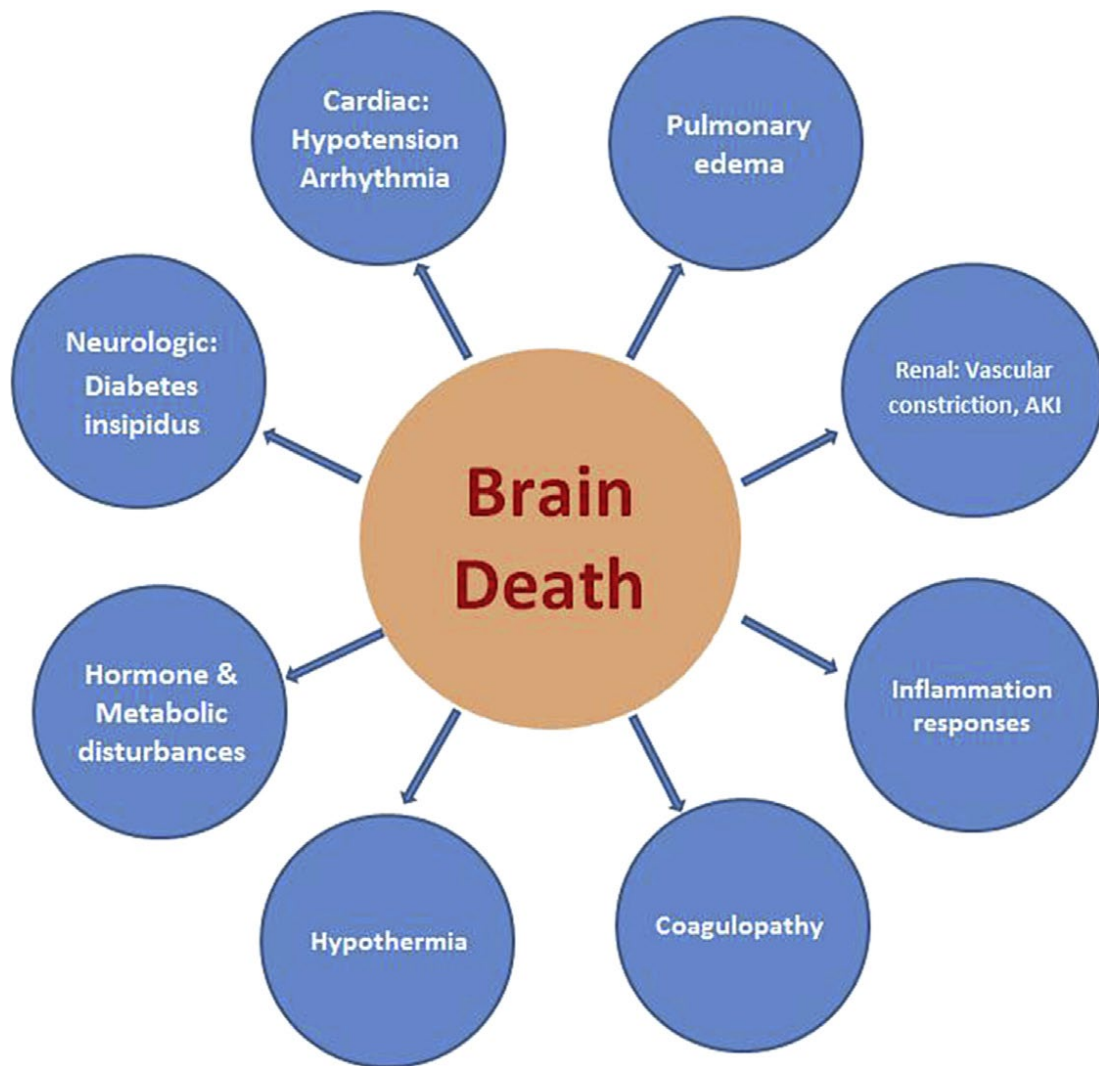 Cardiac:
Hypotension
Arrhythmia
Pulmonary
edema
Neurologic:
Diabetes
insipidus
Renal: Vascular
constriction, AKI
Brain
Death
Hormone &
Metabolic
disturbances
Inflammation
responses
Hypothermia
Coagulopathy